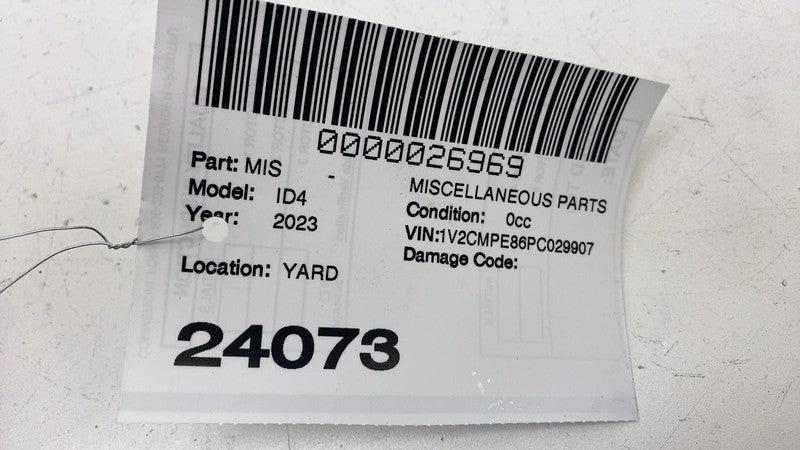 0000026969
Part: MIS -
MISCELLANEOUS PARTS
Model: ID4
Condition: 0cc
Year: 2023
VIN:1V2CMPE86PC029907
Damage Code:
Location: YARD
24073